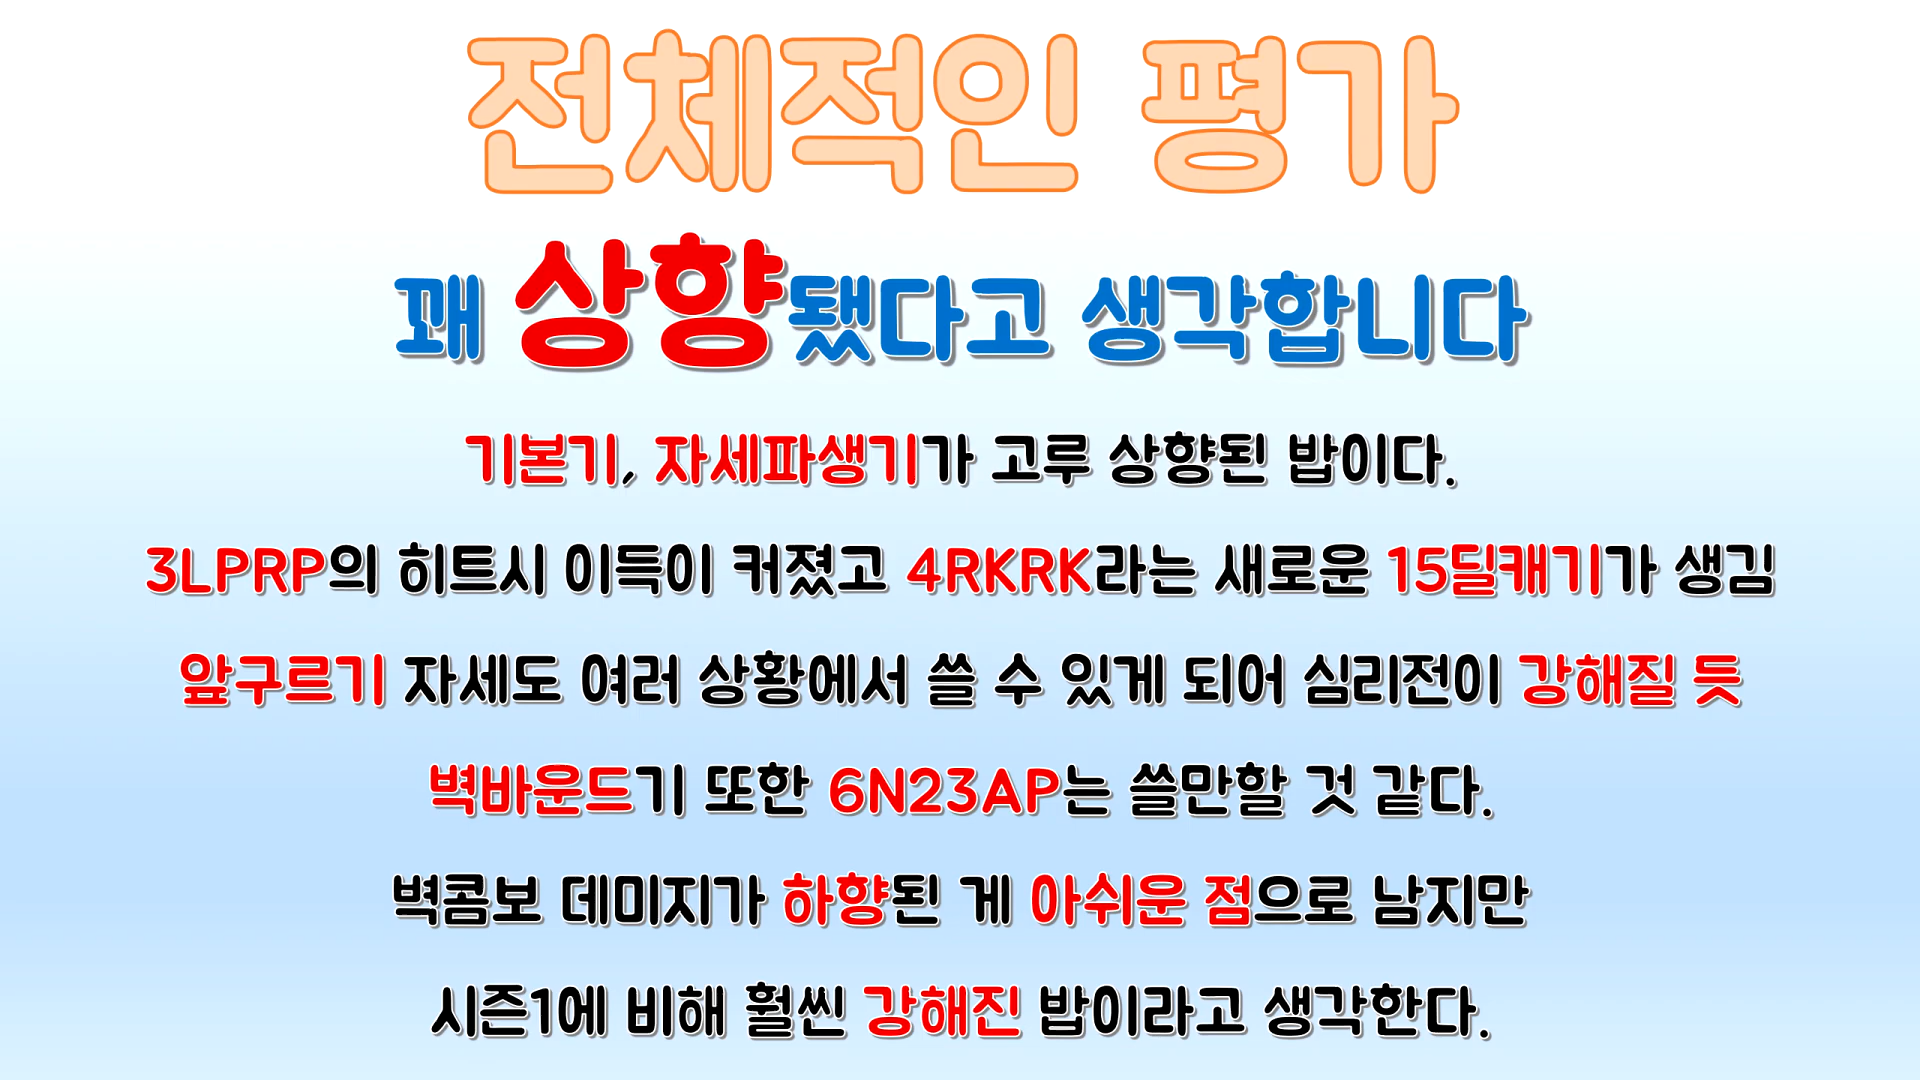 전체적인 평가
꽤 상향됐다고 생각합니다
기본기, 자세파생기가 고루 상향된 밥이다.
3LPRP의 히트시 이득이 커졌고 4RKRK라는 새로운 15딜캐기가 생김
앞구르기 자세도 여러 상황에서 쓸 수 있게 되어 심리전이 강해질 듯
벽바운드기 또한 6N23AP는 쓸만할 것 같다.
벽콤보 데미지가 하향된 게 아쉬운 점으로 남지만
시즌1에 비해 훨씬 강해진 밥이라고 생각한다.